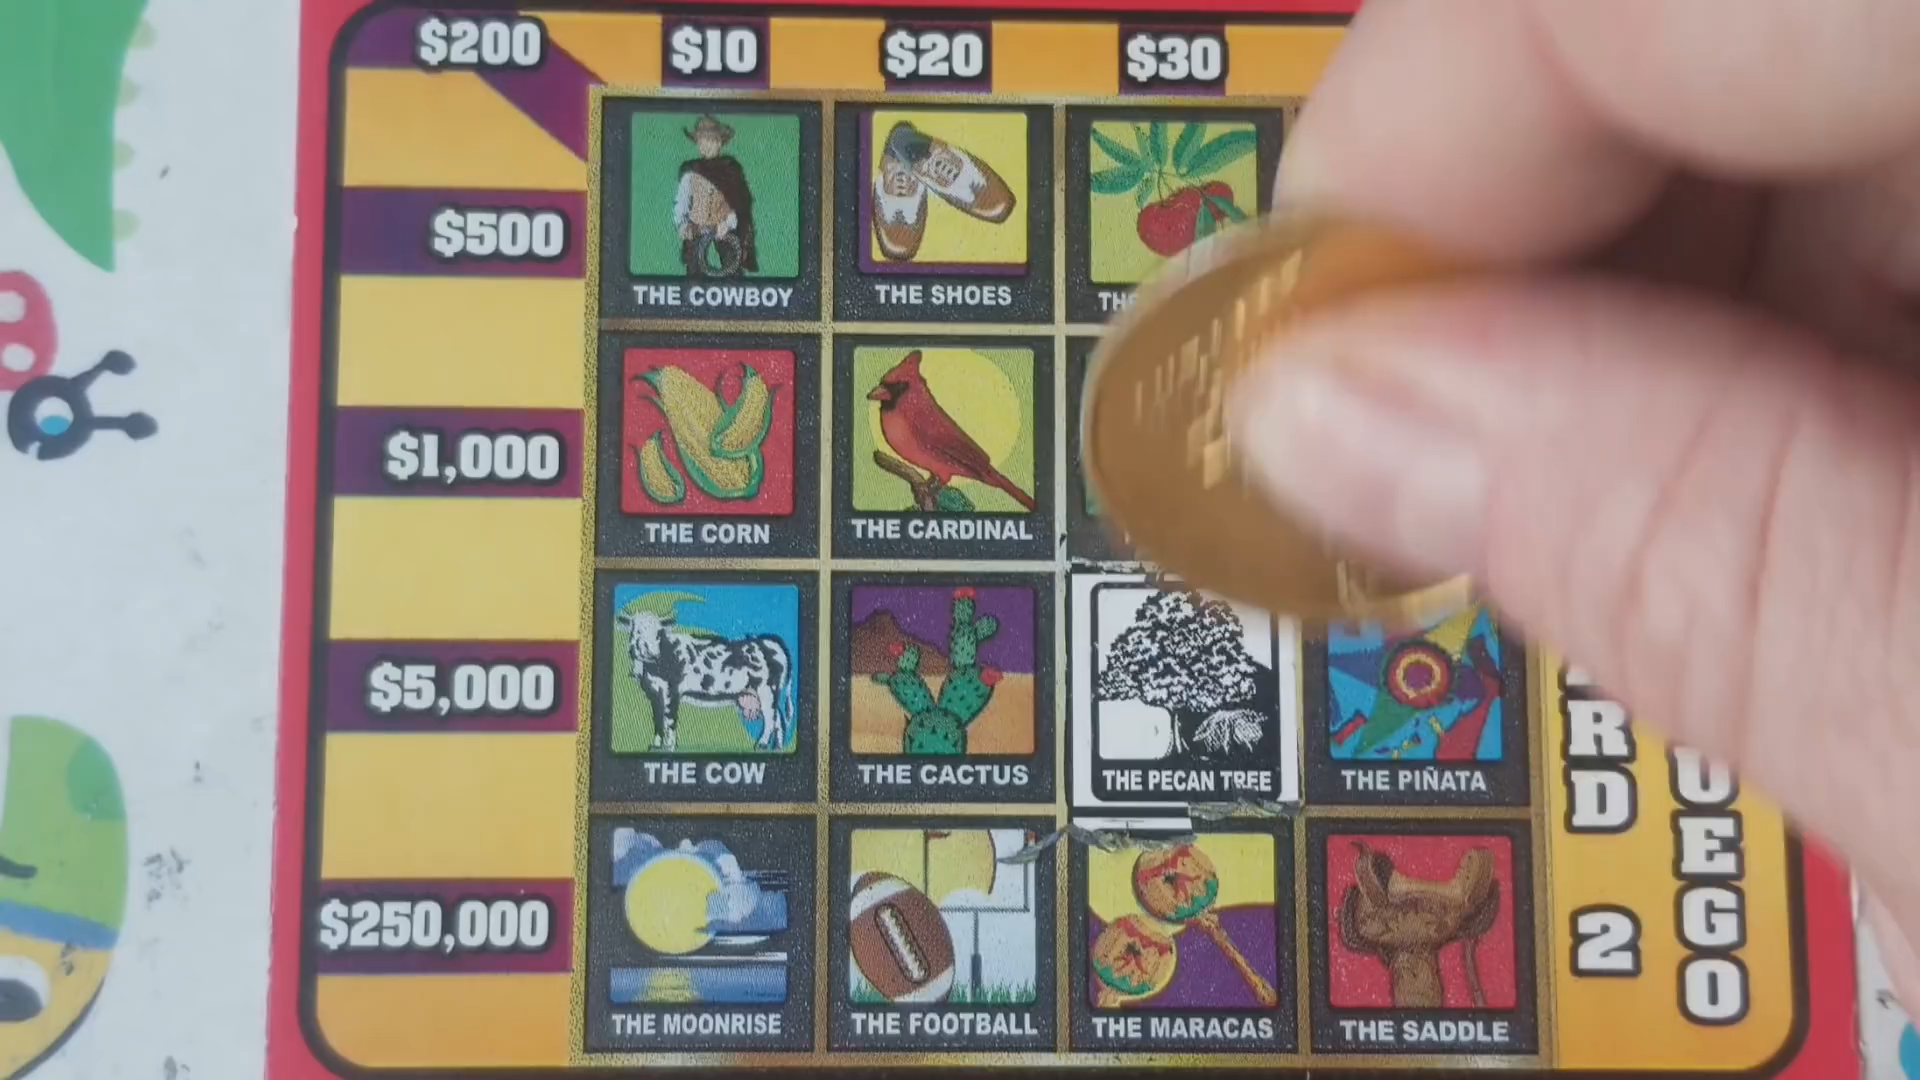 $200 $10 $20 $30
$500
THE COWBOY THE SHOES
$1,000
THE CORN THE CARDINAL
$5,000
THE COW THE CACTUS THE PECAN TREE THE PIÑATA
$250,000
THE MOONRISE THE FOOTBALL THE MARACAS THE SADDLE
2